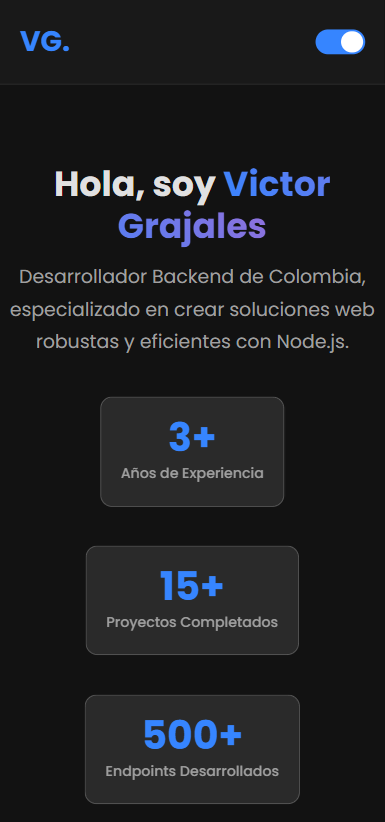 VG.
Hola, soy Victor
Grajales
Desarrollador Backend de Colombia,
especializado en crear soluciones web
robustas y eficientes con Node.js.
3+
Años de Experiencia
15+
Proyectos Completados
500+
Endpoints Desarrollados